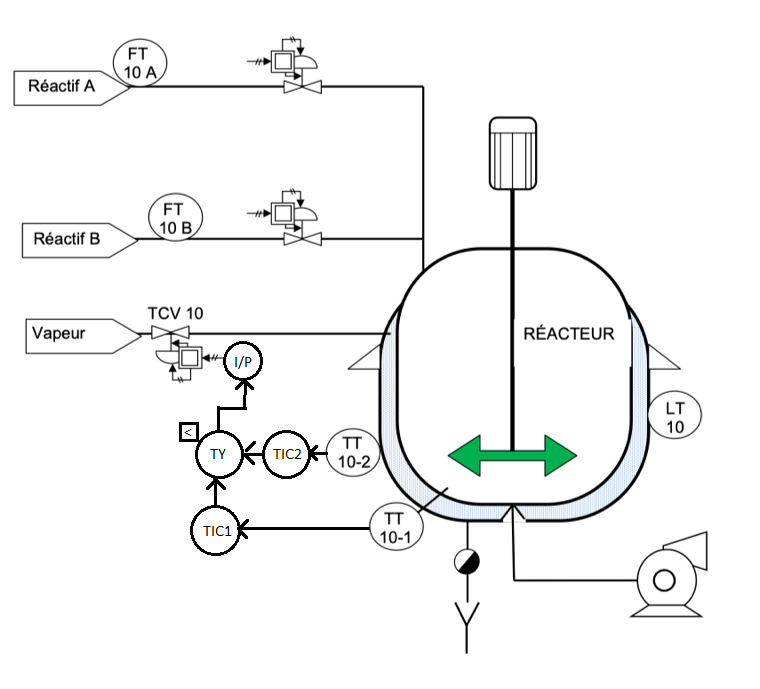 FT
10 A
Réactif A
FT
10 B
Réactif B
TCV 10
Vapeur
RÉACTEUR
I/P
<
TY
TIC2
TT
10-2
LT
10
TIC1
TT
10-1